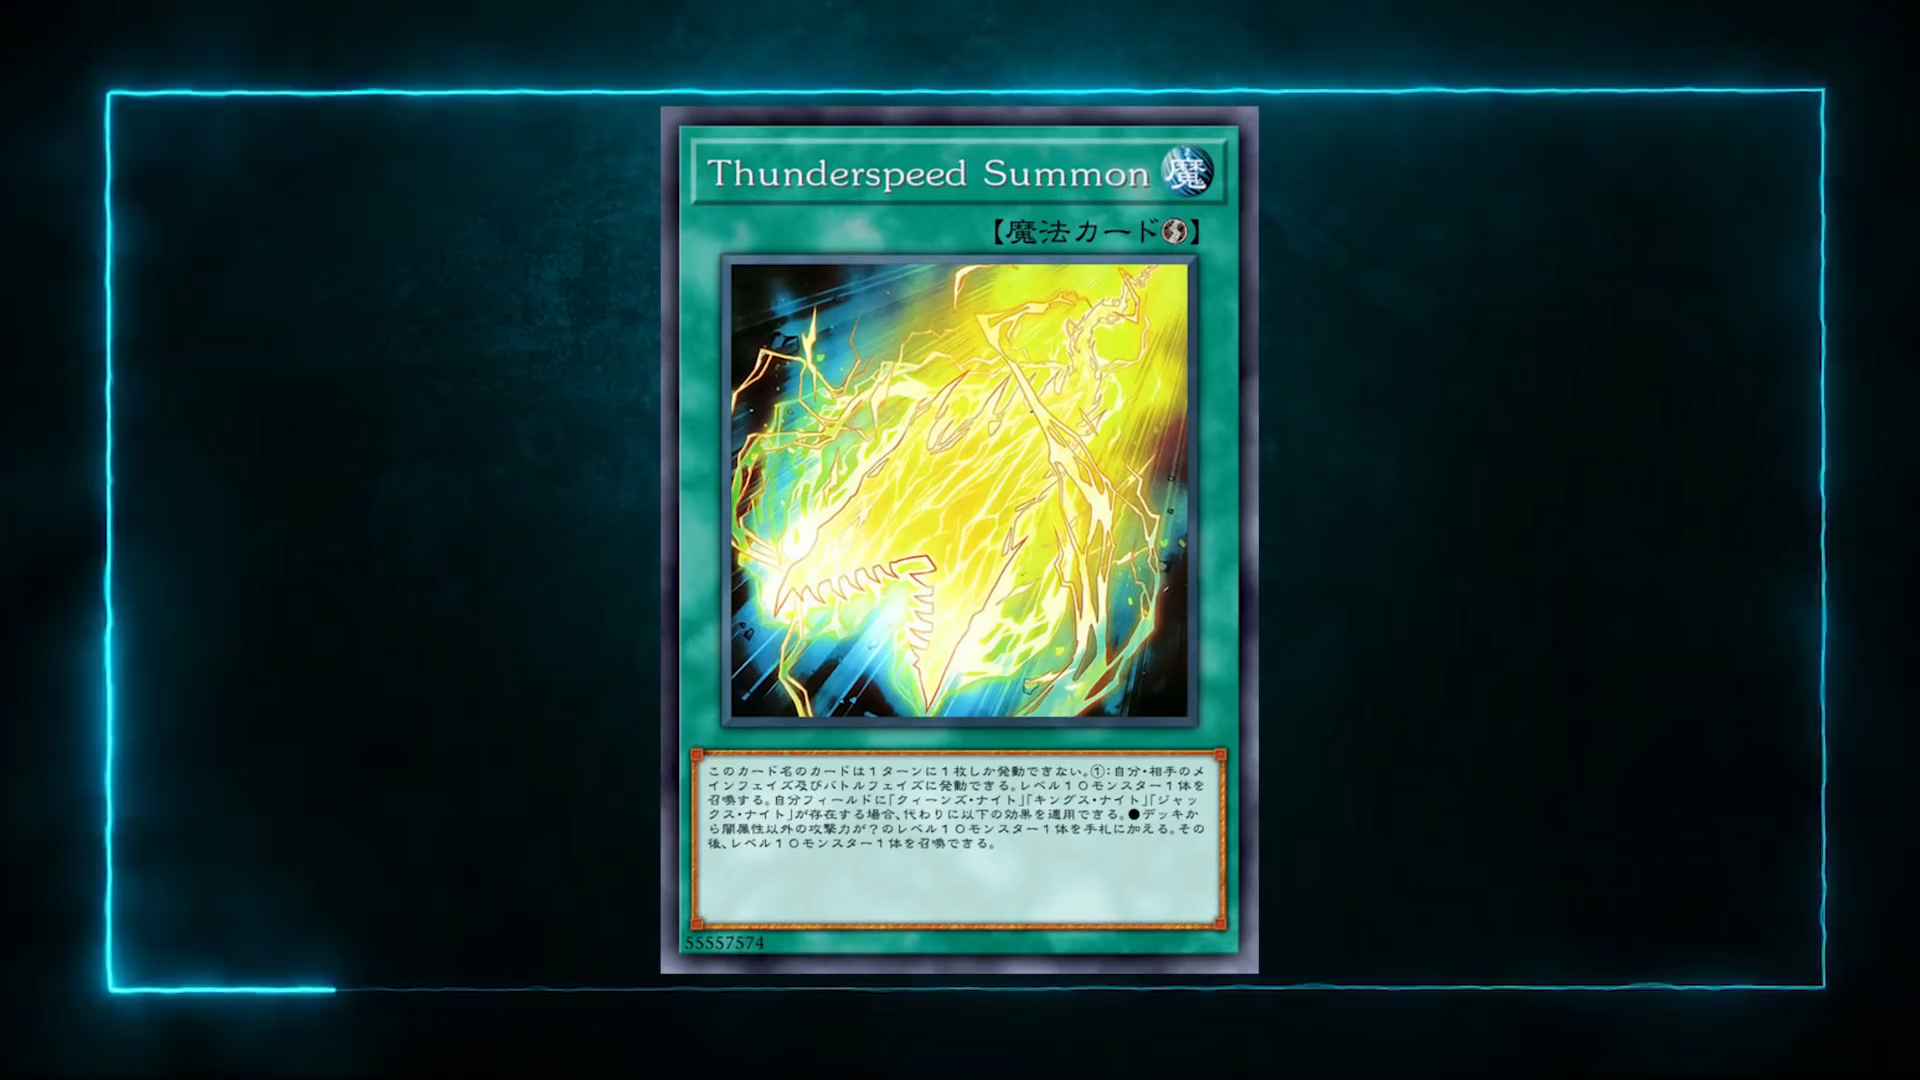 Thunderspeed Summon 魔
【魔法カード】
このカード名のカードは１ターンに１枚しか発動できない。①：自分・相手のメ
インフェイズ及びバトルフェイズに発動できる。レベル１０モンスター１体を
召喚する。自分フィールドに「クィーンズ・ナイト」「キングス・ナイト」「ジャッ
クス・ナイト」が存在する場合、代わりに以下の効果を適用できる。●デッキか
ら闇属性以外の攻撃力が？のレベル１０モンスター１体を手札に加える。その
後、レベル１０モンスター１体を召喚できる。
55557574